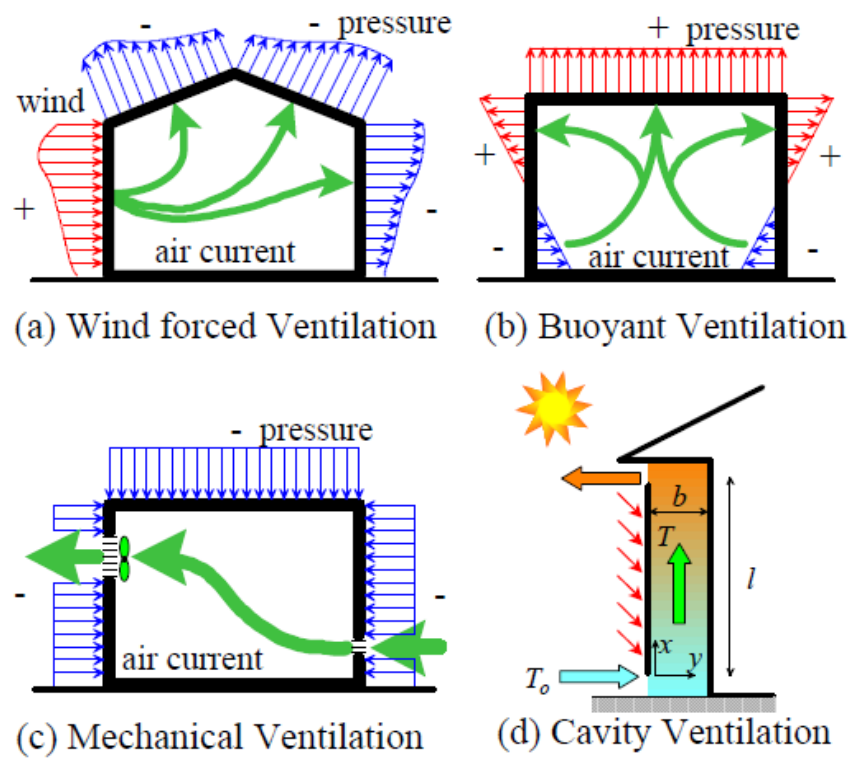 - - pressure
wind
+
-
air current
(a) Wind forced Ventilation
+ pressure
+
+
-
-
air current
(b) Buoyant Ventilation
- pressure
-
-
air current
(c) Mechanical Ventilation
b
T
l
x
y
To
(d) Cavity Ventilation